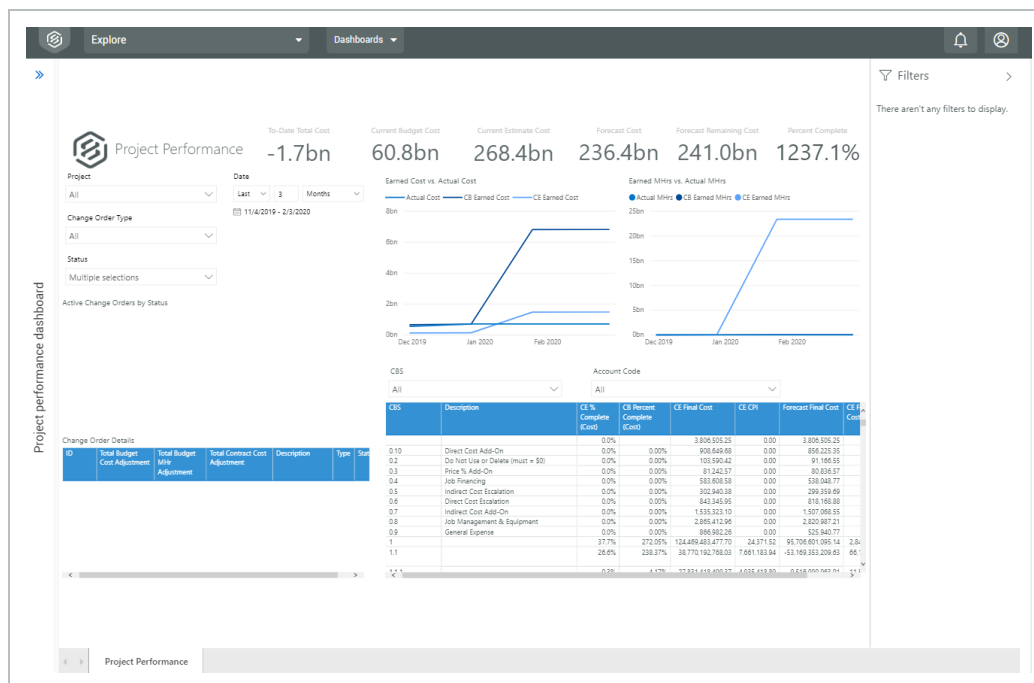 Explore
Dashboards
Filters
There aren't any filters to display.
Project performance dashboard
Project Performance
To-Date Total Cost
-1.7bn
Current Budget Cost
60.8bn
Current Estimate Cost
268.4bn
Forecast Cost
236.4bn
Forecast Remaining Cost
241.0bn
Percent Complete
1237.1%
Project
All
Date
Last 3 Months
11/4/2019 - 2/3/2020
Change Order Type
All
Status
Multiple selections
Active Change Orders by Status
Earned Cost vs. Actual Cost
Actual Cost CB Earned Cost CE Earned Cost
8bn
6bn
4bn
2bn
0bn
Dec 2019 Jan 2020 Feb 2020
Earned MHrs vs. Actual MHrs
Actual MHrs CB Earned MHrs CE Earned MHrs
25bn
20bn
15bn
10bn
5bn
0bn
Dec 2019 Jan 2020 Feb 2020
Change Order Details
ID Total Budget Cost Adjustment Total Budget MHr Adjustment Total Contract Cost Adjustment Description Type Stat
CBS
All
Account Code
All
CBS Description CE % Complete (Cost) CB Percent Complete (Cost) CE Final Cost CE CPI Forecast Final Cost CE F Cost
0.0% 3,806,505.25 0.00 3,806,505.25
0.10 Direct Cost Add-On 0.0% 0.00% 908,649.68 0.00 856,225.35
0.2 Do Not Use or Delete (must = $0) 0.0% 0.00% 103,590.42 0.00 91,166.55
0.3 Price % Add-On 0.0% 0.00% 81,242.57 0.00 80,836.57
0.4 Job Financing 0.0% 0.00% 583,608.58 0.00 538,048.77
0.5 Indirect Cost Escalation 0.0% 0.00% 302,940.38 0.00 299,359.69
0.6 Direct Cost Escalation 0.0% 0.00% 843,345.95 0.00 818,168.88
0.7 Indirect Cost Add-On 0.0% 0.00% 1,535,323.10 0.00 1,507,068.55
0.8 Job Management & Equipment 0.0% 0.00% 2,865,412.96 0.00 2,820,987.21
0.9 General Expense 0.0% 0.00% 866,982.26 0.00 525,940.77
1 37.7% 272.05% 124,469,483,477.70 24,371.52 95,706,601,095.14 2.84
1.1 26.6% 238.37% 38,770,192,768.03 7,661,183.94 -53,169,353,209.63 66.1
Project Performance